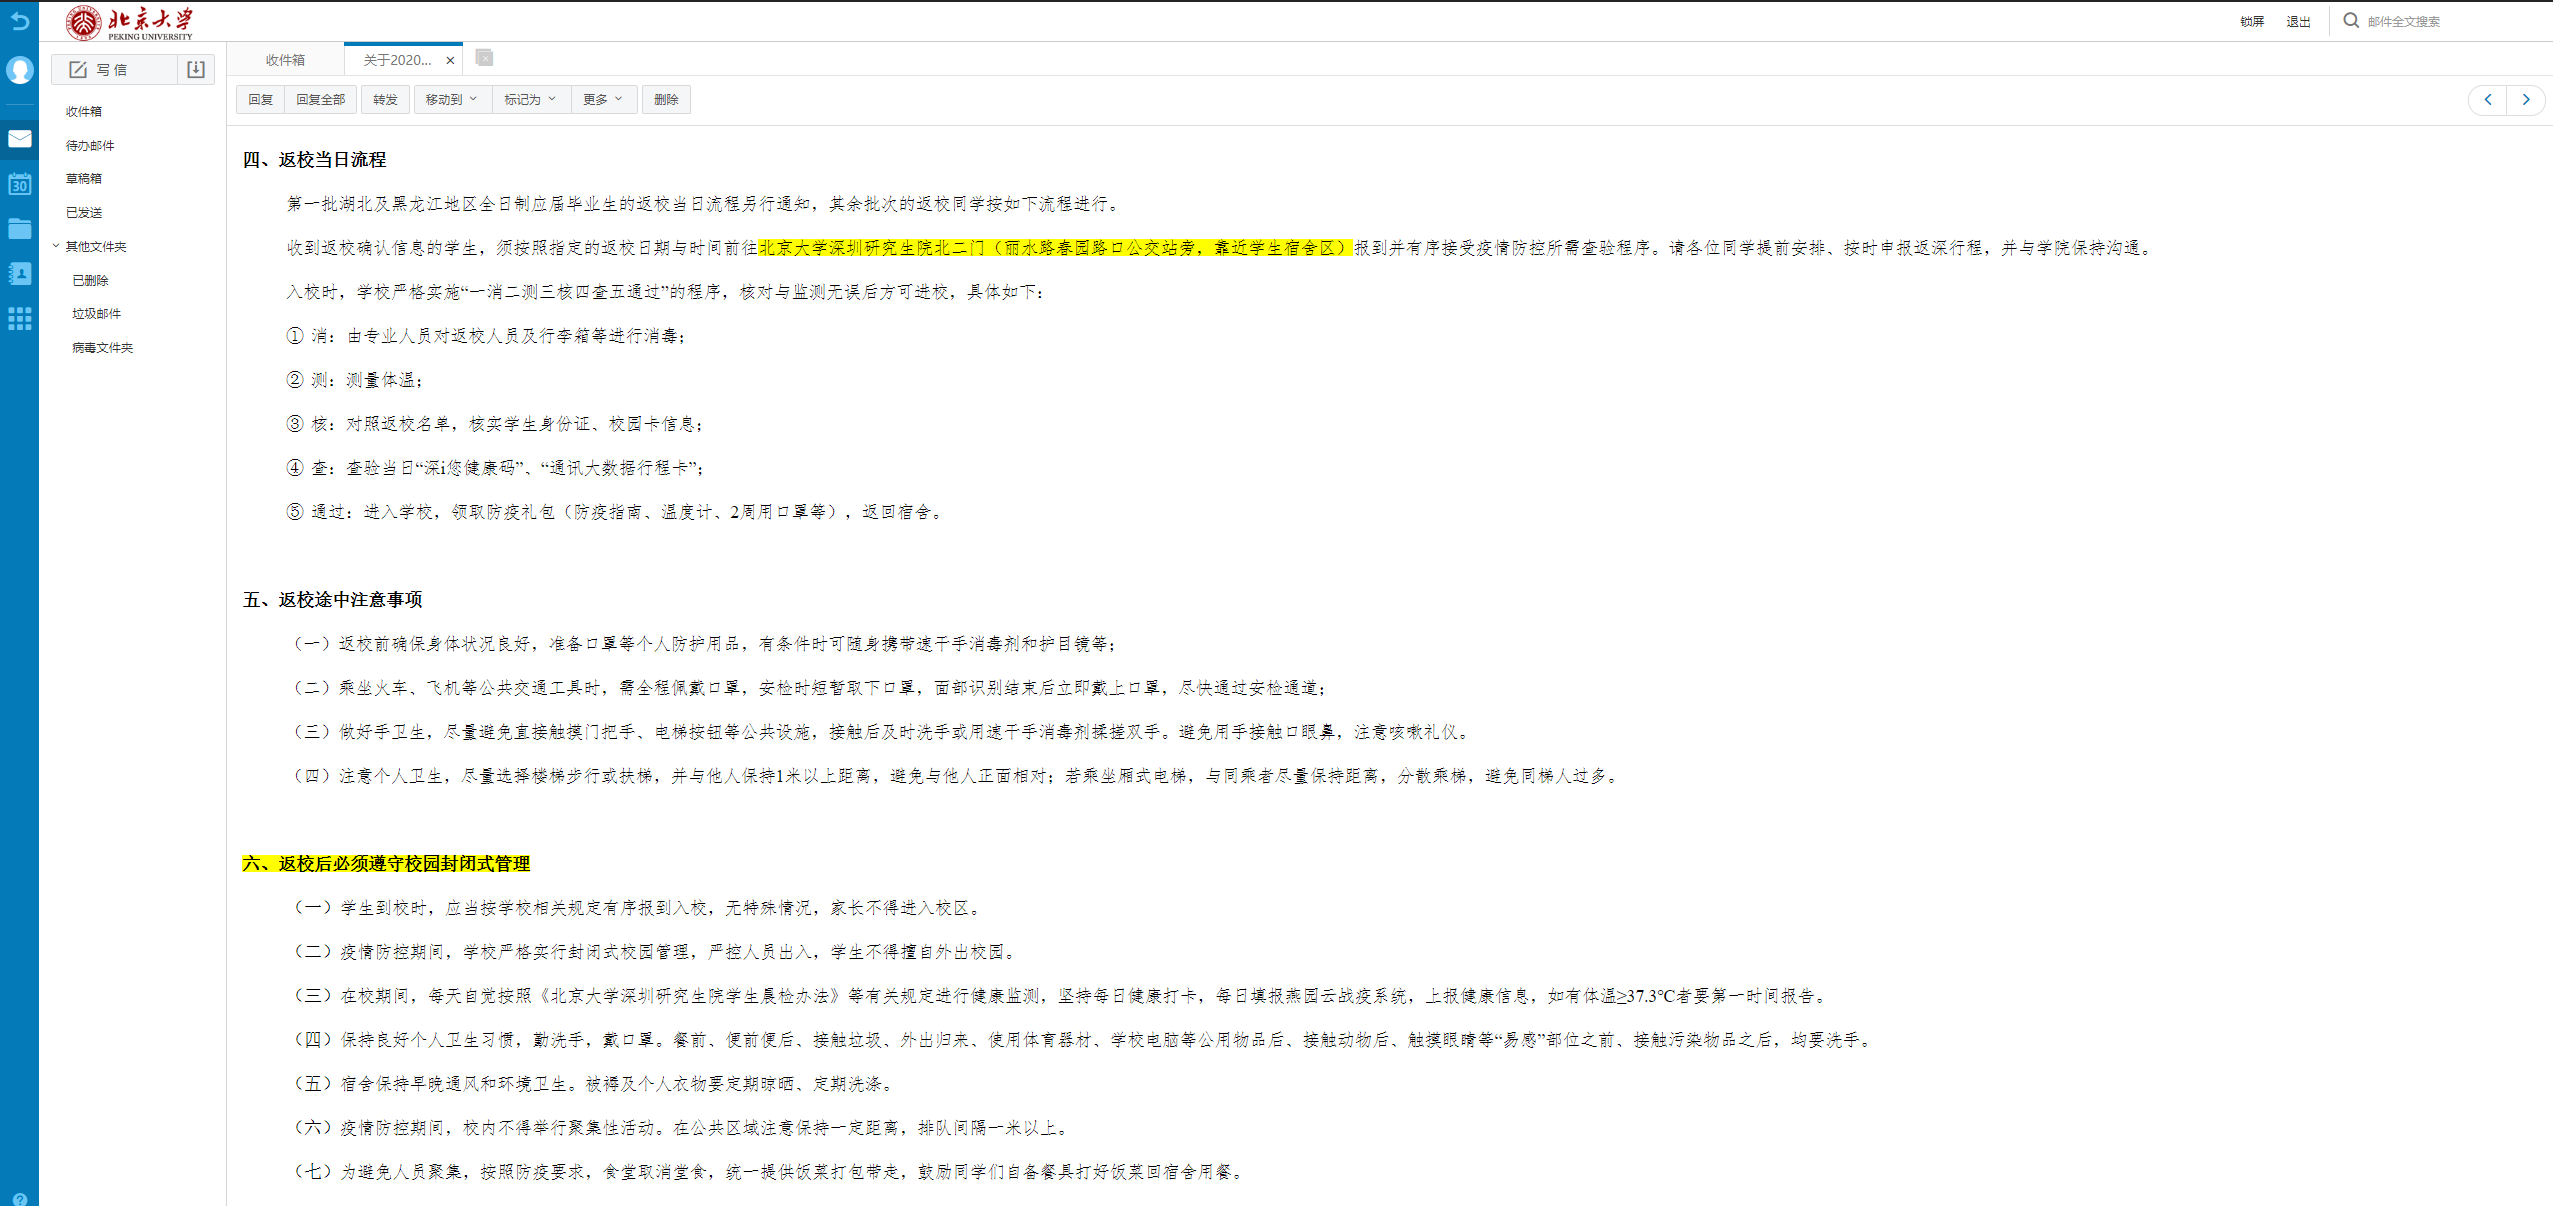 北京大学
PEKING UNIVERSITY
锁屏 退出 邮件全文搜索
写信
收件箱
待办邮件
草稿箱
已发送
其他文件夹
已删除
垃圾邮件
病毒文件夹
30
收件箱 关于2020...
回复 回复全部 转发 移动到 标记为 更多 删除
四、返校当日流程
第一批湖北及黑龙江地区全日制应届毕业生的返校当日流程另行通知，其余批次的返校同学按如下流程进行。
收到返校确认信息的学生，须按照指定的返校日期与时间前往北京大学深圳研究生院北二门（丽水路春园路口公交站旁，靠近学生宿舍区）报到并有序接受疫情防控所需查验程序。请各位同学提前安排、按时申报返深行程，并与学院保持沟通。
入校时，学校严格实施“一消二测三核四查五通过”的程序，核对与监测无误后方可进校，具体如下：
① 消：由专业人员对返校人员及行李箱等进行消毒；
② 测：测量体温；
③ 核：对照返校名单，核实学生身份证、校园卡信息；
④ 查：查验当日“深i您健康码”、“通讯大数据行程卡”；
⑤ 通过：进入学校，领取防疫礼包（防疫指南、温度计、2周用口罩等），返回宿舍。
五、返校途中注意事项
（一）返校前确保身体状况良好，准备口罩等个人防护用品，有条件时可随身携带速干手消毒剂和护目镜等；
（二）乘坐火车、飞机等公共交通工具时，需全程佩戴口罩，安检时短暂取下口罩，面部识别结束后立即戴上口罩，尽快通过安检通道；
（三）做好手卫生，尽量避免直接触摸门把手、电梯按钮等公共设施，接触后及时洗手或用速干手消毒剂揉搓双手。避免用手接触口眼鼻，注意咳嗽礼仪。
（四）注意个人卫生，尽量选择楼梯步行或扶梯，并与他人保持1米以上距离，避免与他人正面相对；若乘坐厢式电梯，与同乘者尽量保持距离，分散乘梯，避免同梯人过多。
六、返校后必须遵守校园封闭式管理
（一）学生到校时，应当按学校相关规定有序报到入校，无特殊情况，家长不得进入校区。
（二）疫情防控期间，学校严格实行封闭式校园管理，严控人员出入，学生不得擅自外出校园。
（三）在校期间，每天自觉按照《北京大学深圳研究生院学生晨检办法》等有关规定进行健康监测，坚持每日健康打卡，每日填报燕园云战疫系统，上报健康信息，如有体温≥37.3°C者要第一时间报告。
（四）保持良好个人卫生习惯，勤洗手，戴口罩。餐前、便前便后、接触垃圾、外出归来、使用体育器材、学校电脑等公用物品后、接触动物后、触摸眼睛等“易感”部位之前、接触污染物品之后，均要洗手。
（五）宿舍保持早晚通风和环境卫生。被褥及个人衣物要定期晾晒、定期洗涤。
（六）疫情防控期间，校内不得举行聚集性活动。在公共区域注意保持一定距离，排队间隔一米以上。
（七）为避免人员聚集，按照防疫要求，食堂取消堂食，统一提供饭菜打包带走，鼓励同学们自备餐具打好饭菜回宿舍用餐。